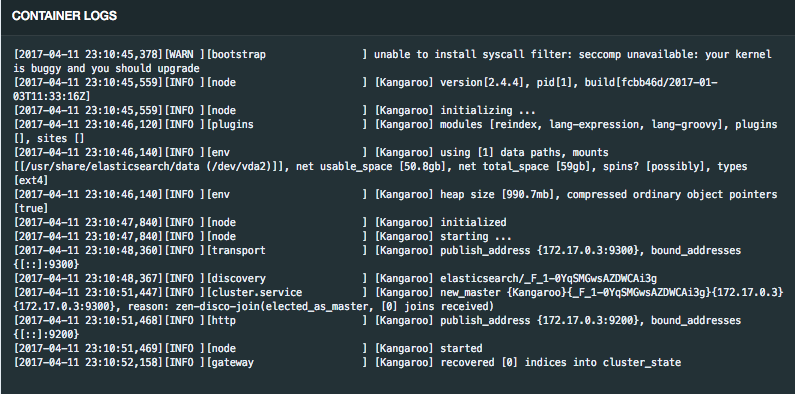 CONTAINER LOGS
[2017-04-11 23:10:45,378][WARN ][bootstrap                ] unable to install syscall filter: seccomp unavailable: your kernel
is buggy and you should upgrade
[2017-04-11 23:10:45,559][INFO ][node                     ] [Kangaroo] version[2.4.4], pid[1], build[fcbb46d/2017-01-
03T11:33:16Z]
[2017-04-11 23:10:45,559][INFO ][node                     ] [Kangaroo] initializing ...
[2017-04-11 23:10:46,120][INFO ][plugins                  ] [Kangaroo] modules [reindex, lang-expression, lang-groovy], plugins
[], sites []
[2017-04-11 23:10:46,140][INFO ][env                      ] [Kangaroo] using [1] data paths, mounts
[[/usr/share/elasticsearch/data (/dev/vda2)]], net usable_space [50.8gb], net total_space [59gb], spins? [possibly], types
[ext4]
[2017-04-11 23:10:46,140][INFO ][env                      ] [Kangaroo] heap size [990.7mb], compressed ordinary object pointers
[true]
[2017-04-11 23:10:47,840][INFO ][node                     ] [Kangaroo] initialized
[2017-04-11 23:10:47,840][INFO ][node                     ] [Kangaroo] starting ...
[2017-04-11 23:10:48,360][INFO ][transport                ] [Kangaroo] publish_address {172.17.0.3:9300}, bound_addresses
{[::]:9300}
[2017-04-11 23:10:48,367][INFO ][discovery                ] [Kangaroo] elasticsearch/_F_1-0YqSMGwsAZDWCAi3g
[2017-04-11 23:10:51,447][INFO ][cluster.service          ] [Kangaroo] new_master {Kangaroo}{_F_1-0YqSMGwsAZDWCAi3g}{172.17.0.3}
{172.17.0.3:9300}, reason: zen-disco-join(elected_as_master, [0] joins received)
[2017-04-11 23:10:51,468][INFO ][http                     ] [Kangaroo] publish_address {172.17.0.3:9200}, bound_addresses
{[::]:9200}
[2017-04-11 23:10:51,469][INFO ][node                     ] [Kangaroo] started
[2017-04-11 23:10:52,158][INFO ][gateway                  ] [Kangaroo] recovered [0] indices into cluster_state